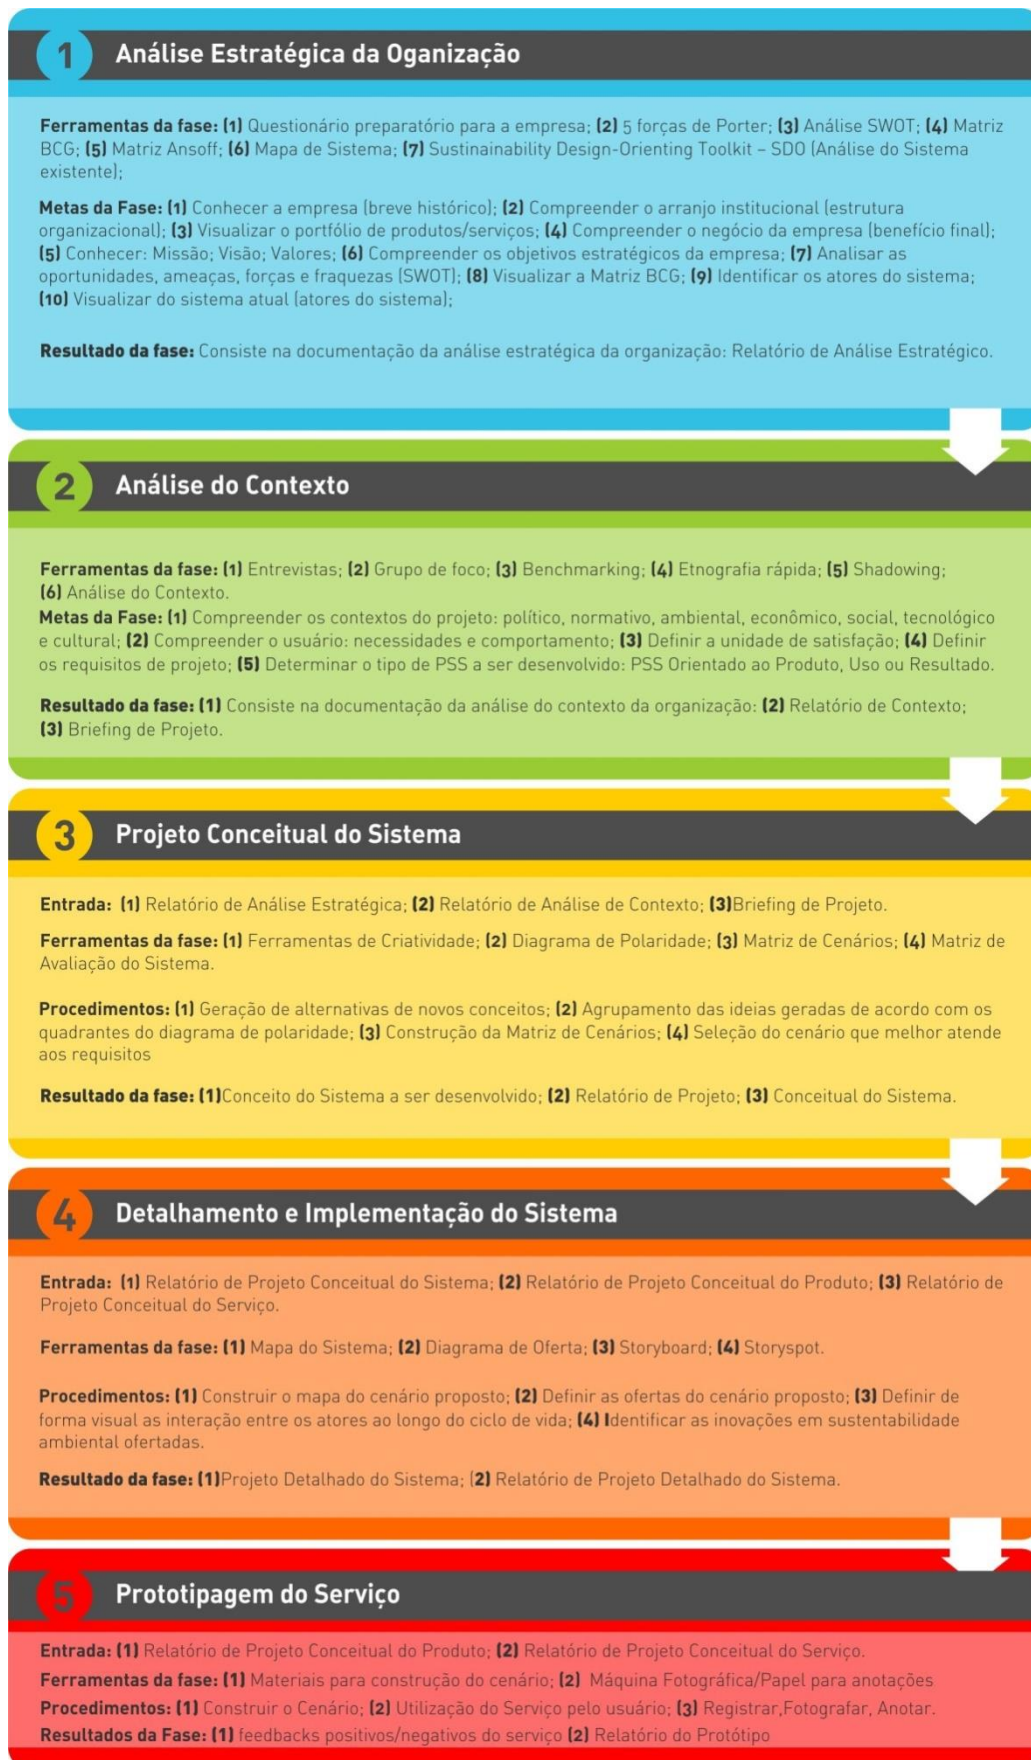 1
Análise Estratégica da Oganização
Ferramentas da fase: (1) Questionário preparatório para a empresa; (2) 5 forças de Porter; (3) Análise SWOT; (4) Matriz
BCG; (5) Matriz Ansoff; (6) Mapa de Sistema; (7) Sustinainability Design-Orienting Toolkit – SDO (Análise do Sistema
existente);
Metas da Fase: (1) Conhecer a empresa (breve histórico); (2) Compreender o arranjo institucional (estrutura
organizacional); (3) Visualizar o portfólio de produtos/serviços; (4) Compreender o negócio da empresa (benefício final);
(5) Conhecer: Missão; Visão; Valores; (6) Compreender os objetivos estratégicos da empresa; (7) Analisar as
oportunidades, ameaças, forças e fraquezas (SWOT); (8) Visualizar a Matriz BCG; (9) Identificar os atores do sistema;
(10) Visualizar do sistema atual (atores do sistema);
Resultado da fase: Consiste na documentação da análise estratégica da organização: Relatório de Análise Estratégico.
2
Análise do Contexto
Ferramentas da fase: (1) Entrevistas; (2) Grupo de foco; (3) Benchmarking; (4) Etnografia rápida; (5) Shadowing;
(6) Análise do Contexto.
Metas da Fase: (1) Compreender os contextos do projeto: político, normativo, ambiental, econômico, social, tecnológico
e cultural; (2) Compreender o usuário: necessidades e comportamento; (3) Definir a unidade de satisfação; (4) Definir
os requisitos de projeto; (5) Determinar o tipo de PSS a ser desenvolvido: PSS Orientado ao Produto, Uso ou Resultado.
Resultado da fase: (1) Consiste na documentação da análise do contexto da organização: (2) Relatório de Contexto;
(3) Briefing de Projeto.
3
Projeto Conceitual do Sistema
Entrada: (1) Relatório de Análise Estratégica; (2) Relatório de Análise de Contexto; (3)Briefing de Projeto.
Ferramentas da fase: (1) Ferramentas de Criatividade; (2) Diagrama de Polaridade; (3) Matriz de Cenários; (4) Matriz de
Avaliação do Sistema.
Procedimentos: (1) Geração de alternativas de novos conceitos; (2) Agrupamento das ideias geradas de acordo com os
quadrantes do diagrama de polaridade; (3) Construção da Matriz de Cenários; (4) Seleção do cenário que melhor atende
aos requisitos
Resultado da fase: (1)Conceito do Sistema a ser desenvolvido; (2) Relatório de Projeto; (3) Conceitual do Sistema.
4
Detalhamento e Implementação do Sistema
Entrada: (1) Relatório de Projeto Conceitual do Sistema; (2) Relatório de Projeto Conceitual do Produto; (3) Relatório de
Projeto Conceitual do Serviço.
Ferramentas da fase: (1) Mapa do Sistema; (2) Diagrama de Oferta; (3) Storyboard; (4) Storyspot.
Procedimentos: (1) Construir o mapa do cenário proposto; (2) Definir as ofertas do cenário proposto; (3) Definir de
forma visual as interação entre os atores ao longo do ciclo de vida; (4) Identificar as inovações em sustentabilidade
ambiental ofertadas.
Resultado da fase: (1)Projeto Detalhado do Sistema; (2) Relatório de Projeto Detalhado do Sistema.
5
Prototipagem do Serviço
Entrada: (1) Relatório de Projeto Conceitual do Produto; (2) Relatório de Projeto Conceitual do Serviço.
Ferramentas da fase: (1) Materiais para construção do cenário; (2) Máquina Fotográfica/Papel para anotações
Procedimentos: (1) Construir o Cenário; (2) Utilização do Serviço pelo usuário; (3) Registrar,Fotografar, Anotar.
Resultados da Fase: (1) feedbacks positivos/negativos do serviço (2) Relatório do Protótipo